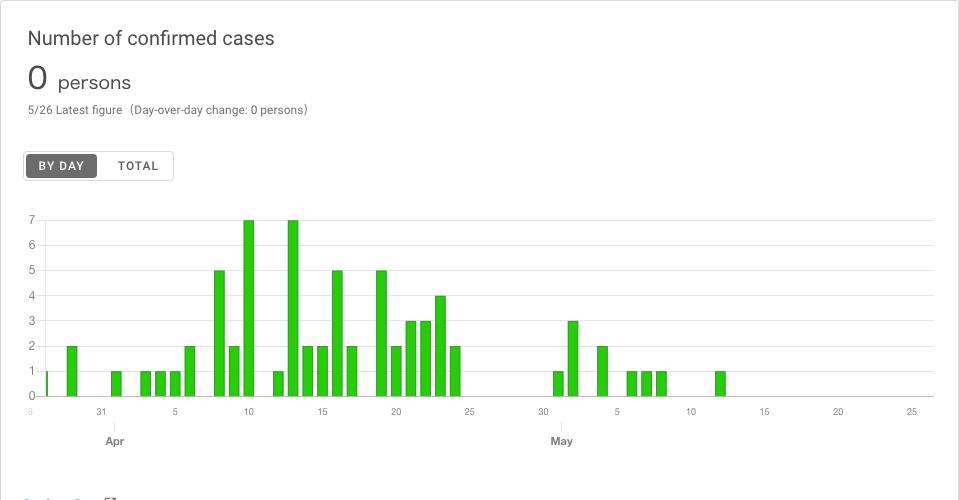 Number of confirmed cases
0 persons
5/26 Latest figure (Day-over-day change: 0 persons)
BY DAY TOTAL
7
6
5
4
3
2
1
0
31 5 10 15 20 25 30 5 10 15 20 25
Apr May